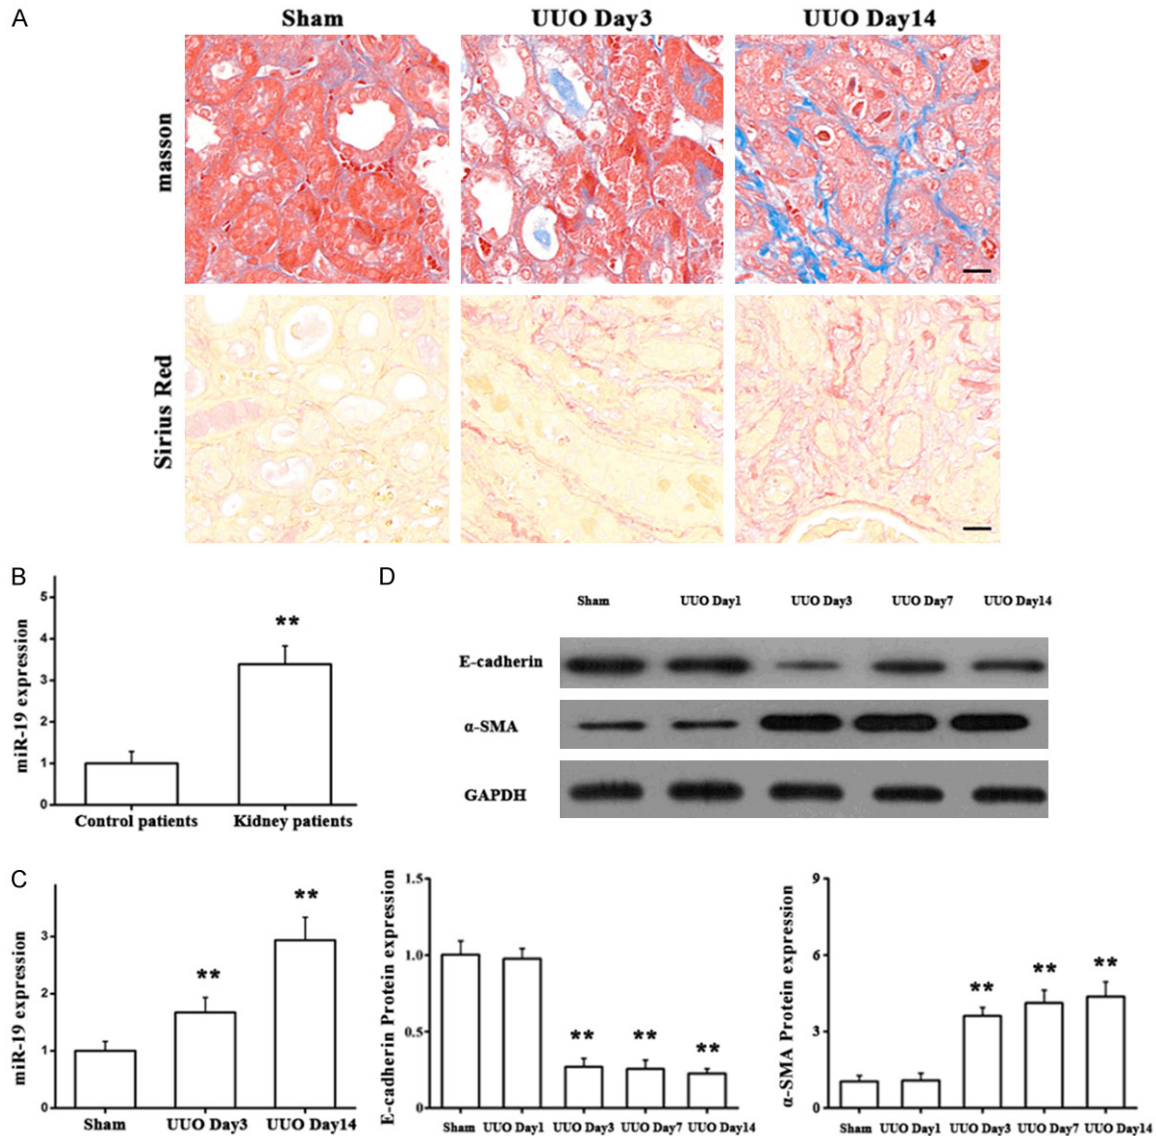 A
Sham UUO Day3 UUO Day14
masson
Sirius Red
B
miR-19 expression
5
4
3
2
1
0
**
Control patients Kidney patients
D
Sham UUO Day1 UUO Day3 UUO Day7 UUO Day14
E-cadherin
α-SMA
GAPDH
C
miR-19 expression
3
2
1
0
** **
Sham UUO Day3 UUO Day14
E-cadherin Protein expression
1.5
1.0
0.5
0
** ** **
Sham UUO Day1 UUO Day3 UUO Day7 UUO Day14
α-SMA Protein expression
9
6
3
0
** ** **
Sham UUO Day1 UUO Day3 UUO Day7 UUO Day14